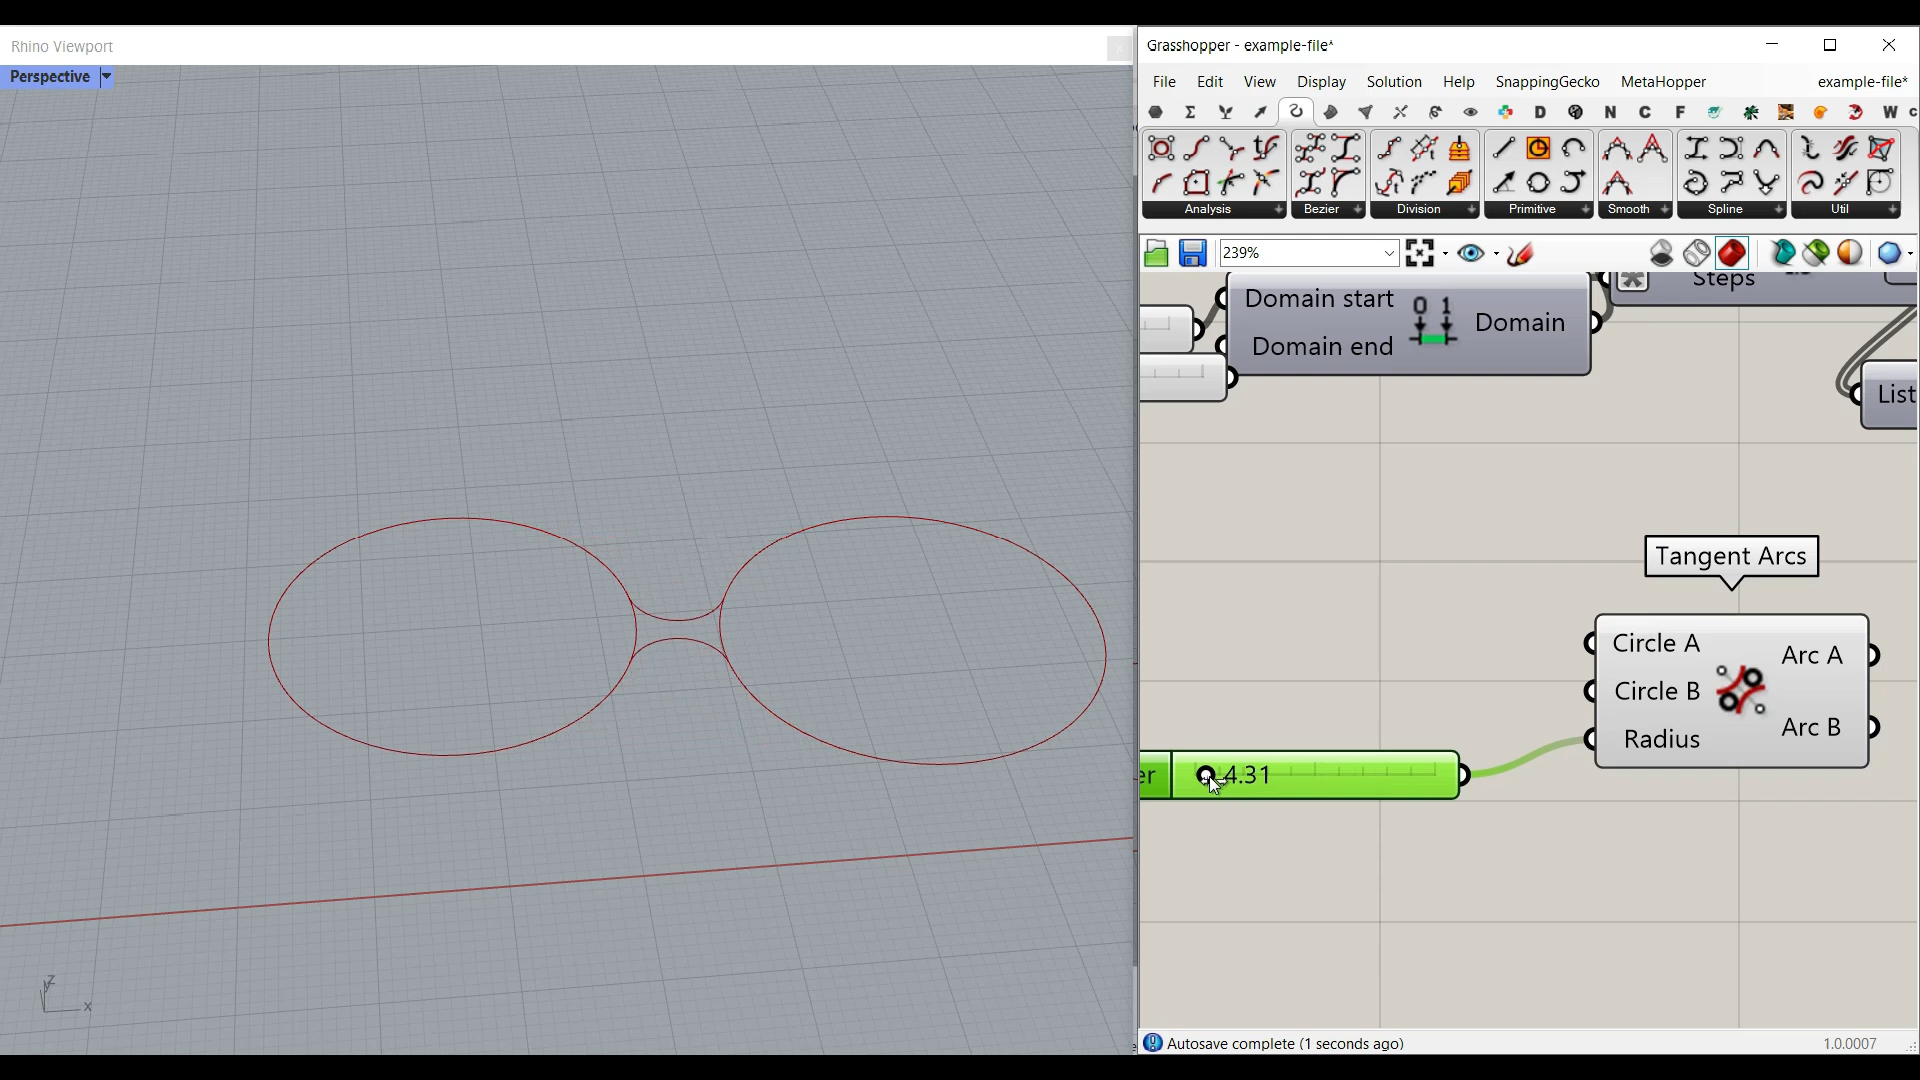 Rhino Viewport
Perspective
z
x
Grasshopper - example-file*
File Edit View Display Solution Help SnappingGecko MetaHopper example-file*
D N C F W
Analysis Bezier Division Primitive Smooth Spline Util
239%
Steps
Domain start
0 1
Domain
Domain end
List
Tangent Arcs
Circle A
Arc A
Circle B
Arc B
Radius
er
4.31
Autosave complete (1 seconds ago)
1.0.0007